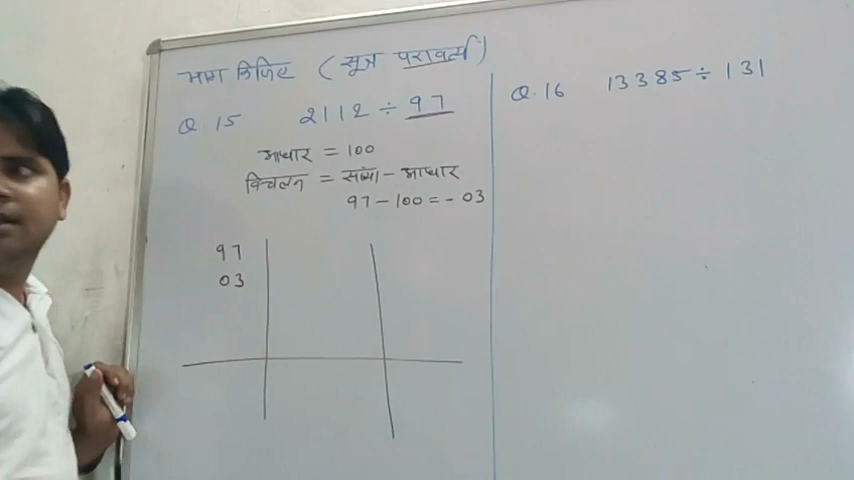 भाग किजिए (सूत्र परावर्त्य)
Q. 15 2112 ÷ 97
आधार = 100
विचलन = संख्या - आधार
97 - 100 = - 03
97
03
Q. 16 13385 ÷ 131